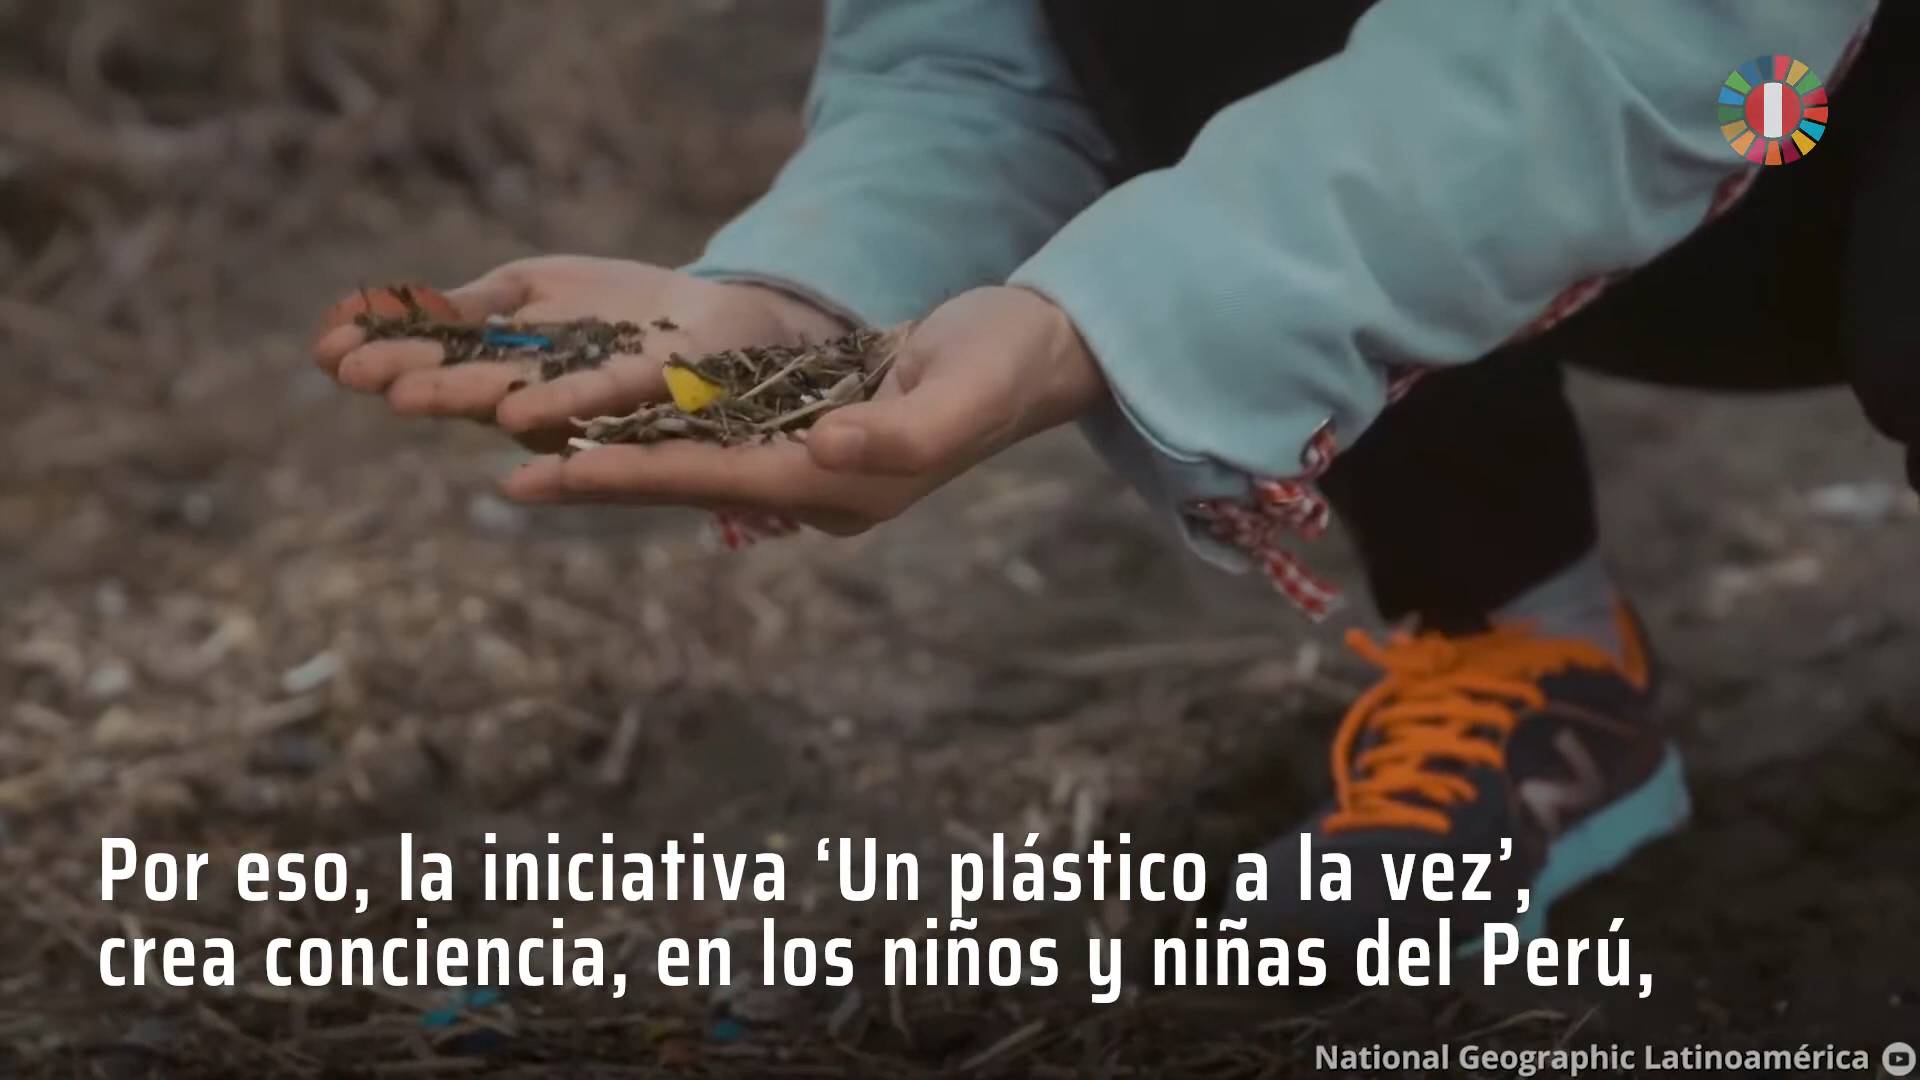 Por eso, la iniciativa ‘Un plástico a la vez’,
crea conciencia, en los niños y niñas del Perú,
National Geographic Latinoamérica